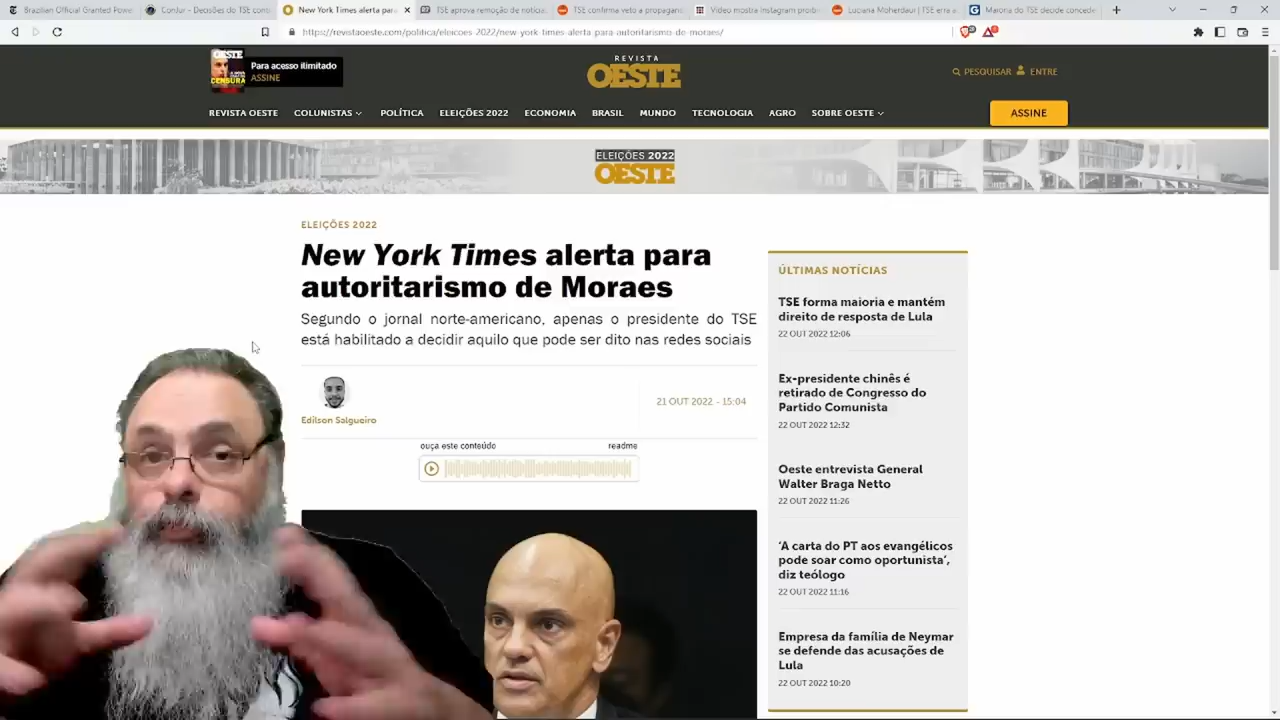 Brazilian Official Granted Powe
ConJur - Decisões do TSE cont
New York Times alerta para
TSE aprova remoção de notícia
TSE confirma veto a propagan
Vídeo mostra Instagram proib
Luciana Moherdaui | TSE erra a
Maioria do TSE decide conced
https://revistaoeste.com/politica/eleicoes-2022/new-york-times-alerta-para-autoritarismo-de-moraes/
OESTE
CENSURA
Para acesso ilimitado
ASSINE
REVISTA
OESTE
PESQUISAR
ENTRE
REVISTA OESTE
COLUNISTAS
POLÍTICA
ELEIÇÕES 2022
ECONOMIA
BRASIL
MUNDO
TECNOLOGIA
AGRO
SOBRE OESTE
ASSINE
ELEIÇÕES 2022
OESTE
ELEIÇÕES 2022
New York Times alerta para
autoritarismo de Moraes
Segundo o jornal norte-americano, apenas o presidente do TSE
está habilitado a decidir aquilo que pode ser dito nas redes sociais
Edilson Salgueiro
21 OUT 2022 - 15:04
ouça este conteúdo
readme
ÚLTIMAS NOTÍCIAS
TSE forma maioria e mantém
direito de resposta de Lula
22 OUT 2022 12:06
Ex-presidente chinês é
retirado de Congresso do
Partido Comunista
22 OUT 2022 12:32
Oeste entrevista General
Walter Braga Netto
22 OUT 2022 11:26
'A carta do PT aos evangélicos
pode soar como oportunista',
diz teólogo
22 OUT 2022 11:16
Empresa da família de Neymar
se defende das acusações de
Lula
22 OUT 2022 10:20